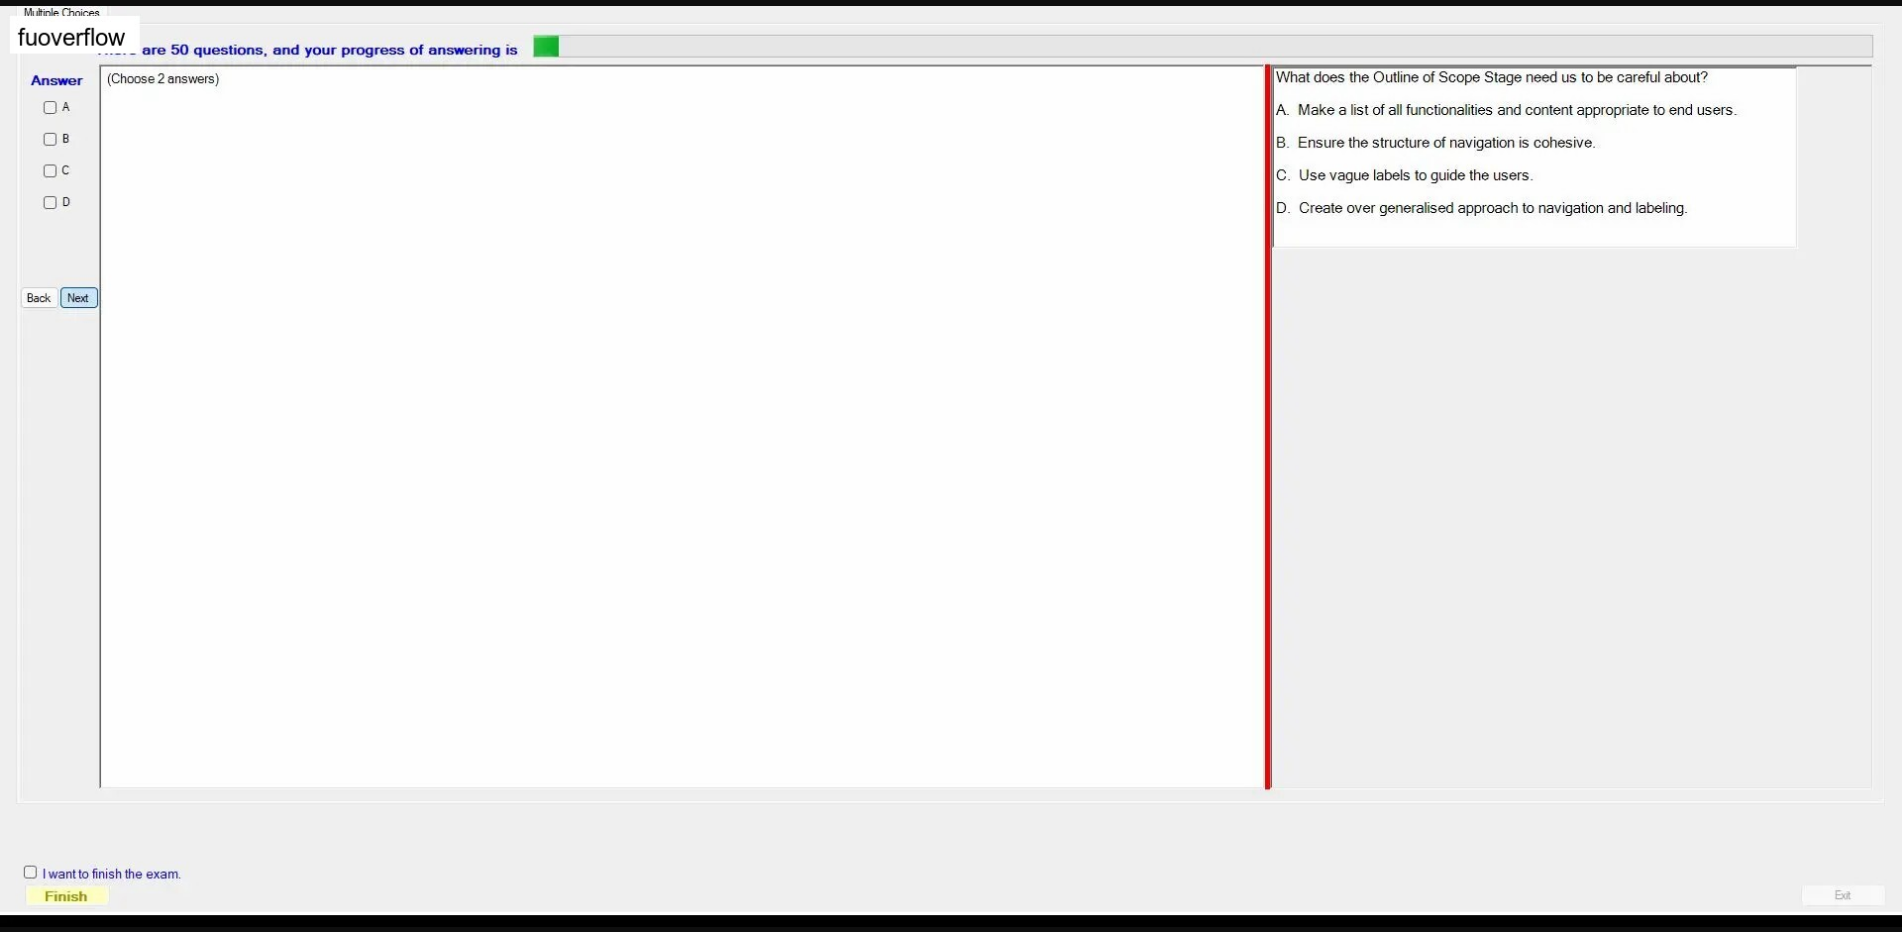 Multiple Choices
fuoverflow
are 50 questions, and your progress of answering is
Answer
(Choose 2 answers)
A
B
C
D
Back
Next
What does the Outline of Scope Stage need us to be careful about?
A. Make a list of all functionalities and content appropriate to end users.
B. Ensure the structure of navigation is cohesive.
C. Use vague labels to guide the users.
D. Create over generalised approach to navigation and labeling.
I want to finish the exam.
Finish
Exit